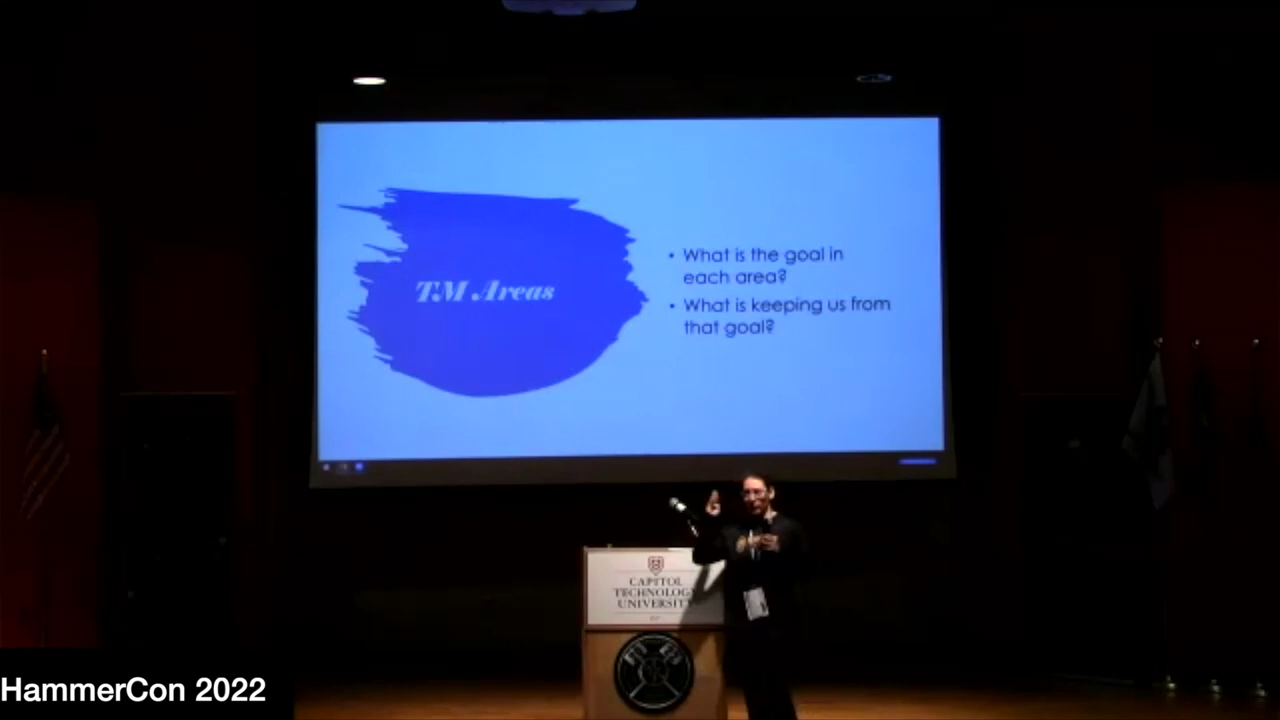 TM Areas
• What is the goal in
each area?
• What is keeping us from
that goal?
CAPITOL
TECHNOLOGY
UNIVERSITY
HammerCon 2022